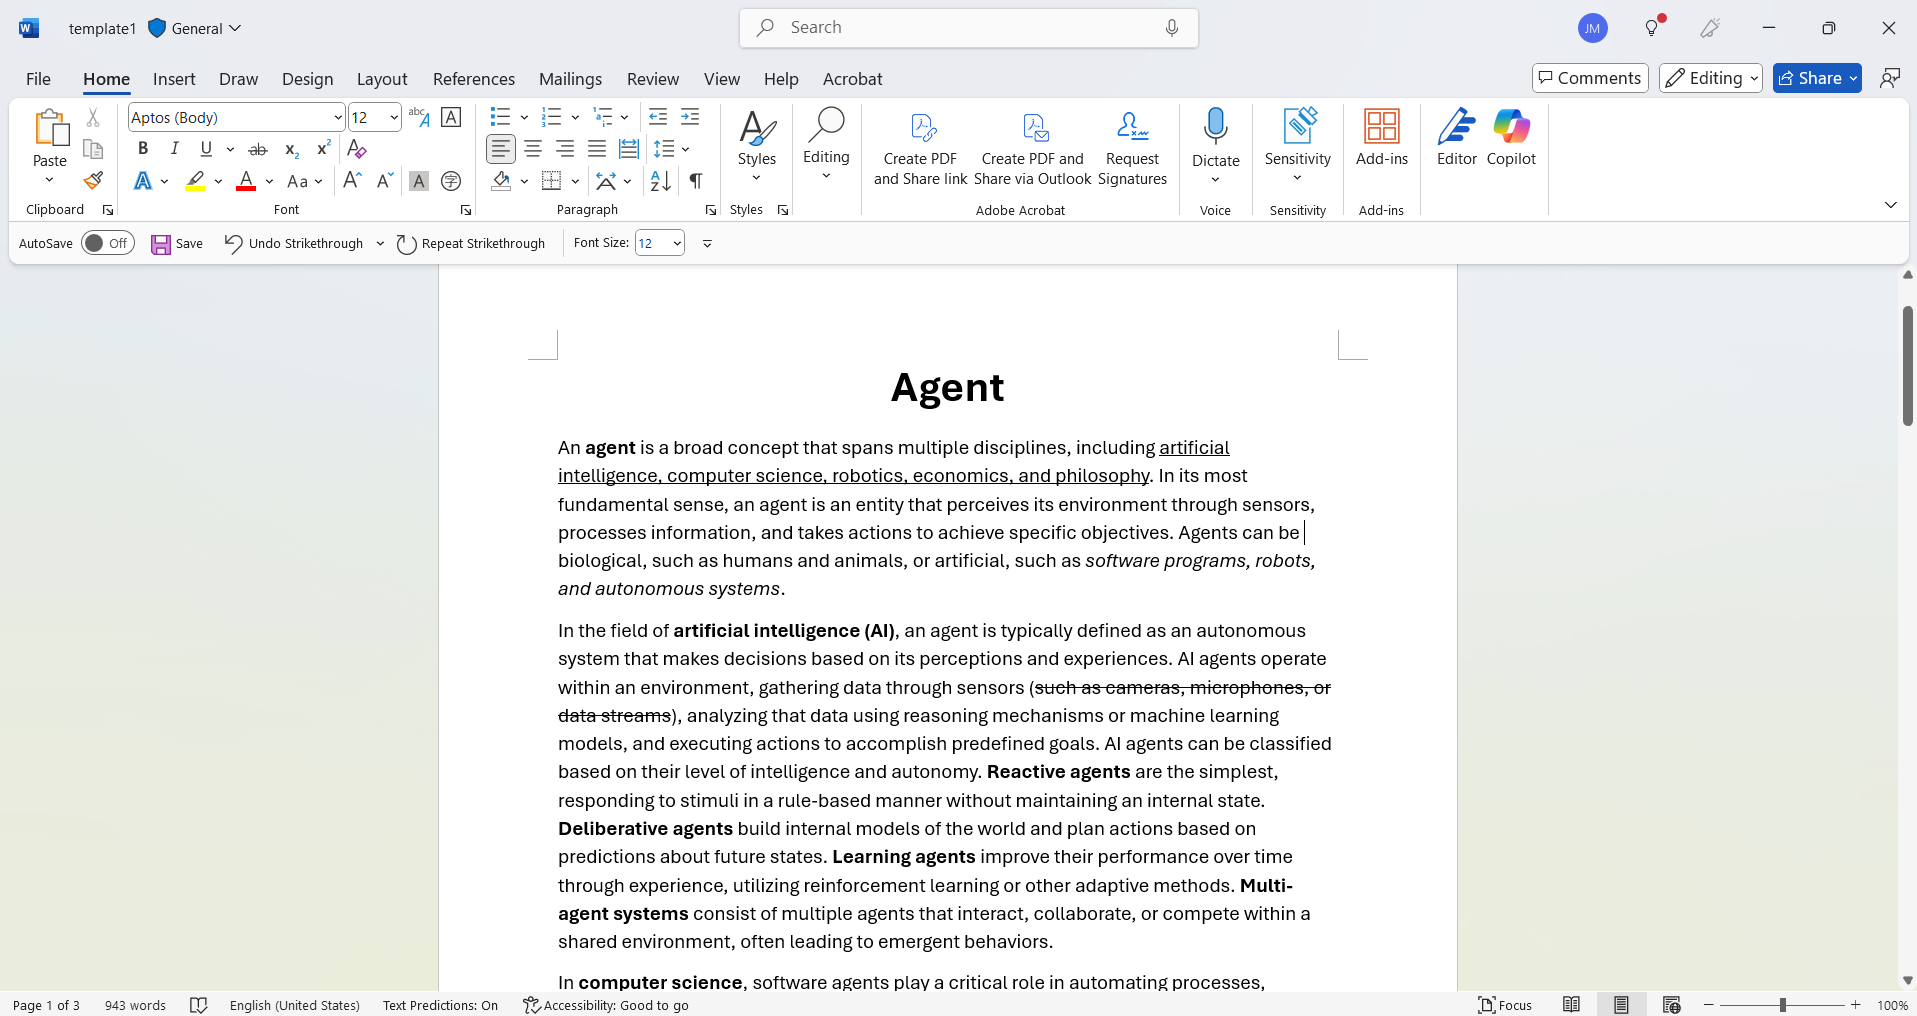 template1 General
Search
JM
File Home Insert Draw Design Layout References Mailings Review View Help Acrobat
Comments Editing Share
Paste
Clipboard
Aptos (Body) 12
Font
Paragraph
Styles
Styles
Editing
Create PDF and Share link
Create PDF and Share via Outlook
Request Signatures
Adobe Acrobat
Dictate
Voice
Sensitivity
Sensitivity
Add-ins
Add-ins
Editor
Copilot
AutoSave Off Save Undo Strikethrough Repeat Strikethrough Font Size: 12
Agent
An agent is a broad concept that spans multiple disciplines, including artificial
intelligence, computer science, robotics, economics, and philosophy. In its most
fundamental sense, an agent is an entity that perceives its environment through sensors,
processes information, and takes actions to achieve specific objectives. Agents can be
biological, such as humans and animals, or artificial, such as software programs, robots,
and autonomous systems.
In the field of artificial intelligence (AI), an agent is typically defined as an autonomous
system that makes decisions based on its perceptions and experiences. AI agents operate
within an environment, gathering data through sensors (such as cameras, microphones, or
data streams), analyzing that data using reasoning mechanisms or machine learning
models, and executing actions to accomplish predefined goals. AI agents can be classified
based on their level of intelligence and autonomy. Reactive agents are the simplest,
responding to stimuli in a rule-based manner without maintaining an internal state.
Deliberative agents build internal models of the world and plan actions based on
predictions about future states. Learning agents improve their performance over time
through experience, utilizing reinforcement learning or other adaptive methods. Multi-
agent systems consist of multiple agents that interact, collaborate, or compete within a
shared environment, often leading to emergent behaviors.
In computer science, software agents play a critical role in automating processes,
Page 1 of 3 943 words English (United States) Text Predictions: On Accessibility: Good to go Focus 100%